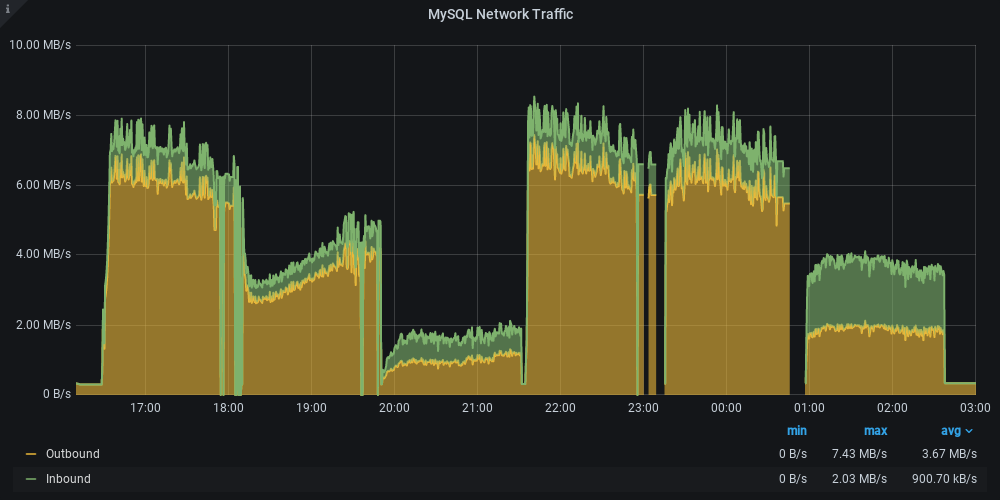 i
MySQL Network Traffic
10.00 MB/s
8.00 MB/s
6.00 MB/s
4.00 MB/s
2.00 MB/s
0 B/s
17:00 18:00 19:00 20:00 21:00 22:00 23:00 00:00 01:00 02:00 03:00
min max avg
Outbound 0 B/s 7.43 MB/s 3.67 MB/s
Inbound 0 B/s 2.03 MB/s 900.70 kB/s